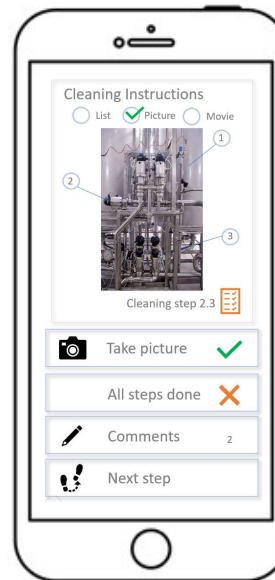 Cleaning Instructions
List Picture Movie
1
2
3
Cleaning step 2.3
Take picture
All steps done
Comments 2
Next step